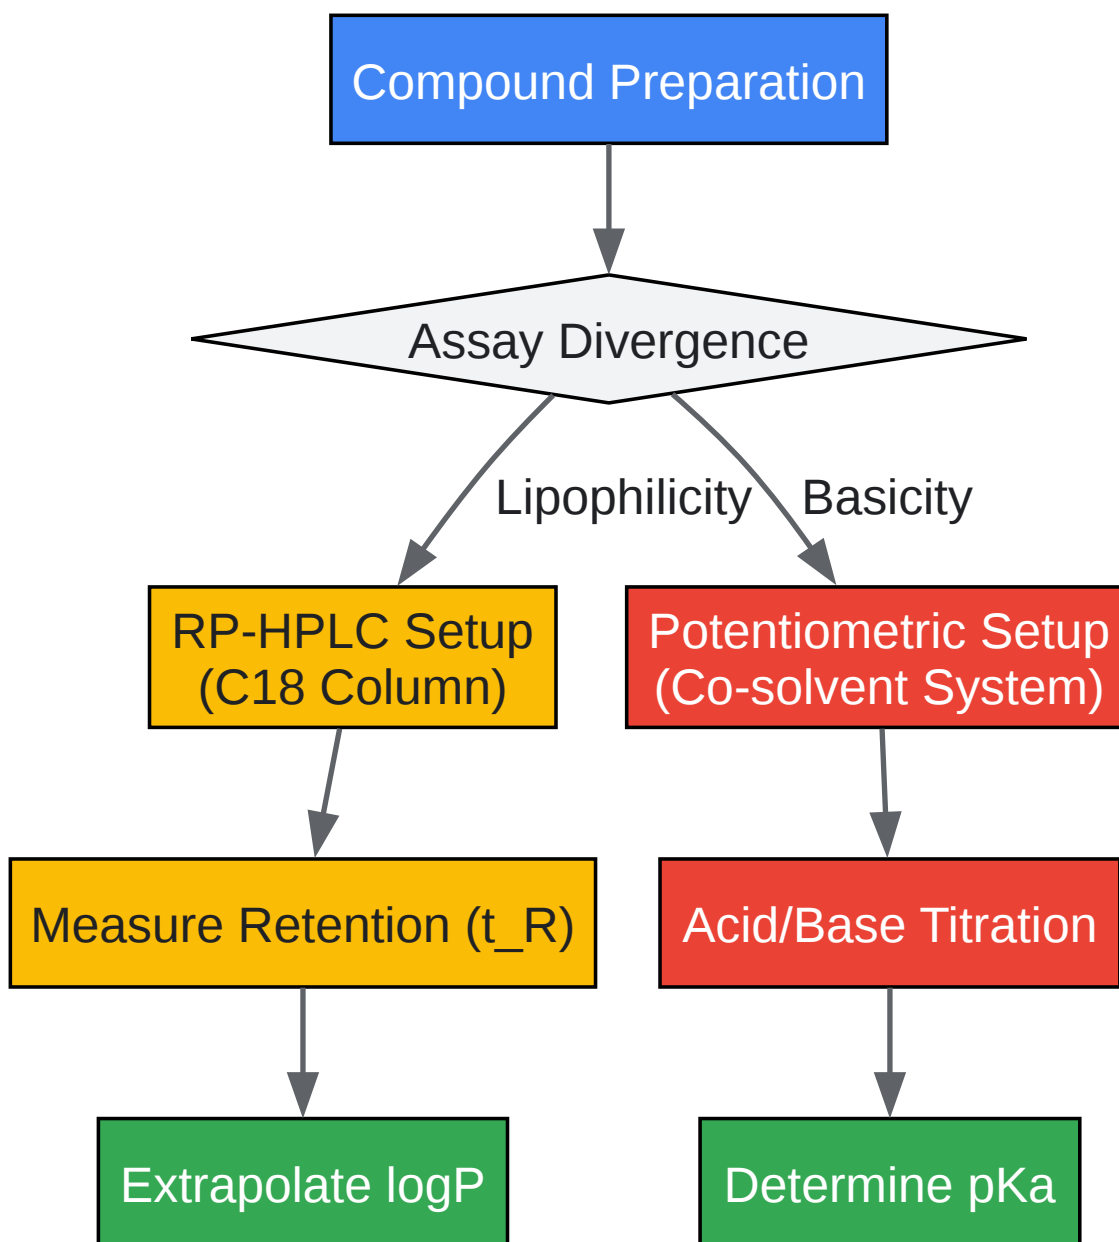 Compound Preparation
Assay Divergence
Lipophilicity
Basicity
RP-HPLC Setup
(C18 Column)
Potentiometric Setup
(Co-solvent System)
Measure Retention (t_R)
Acid/Base Titration
Extrapolate logP
Determine pKa